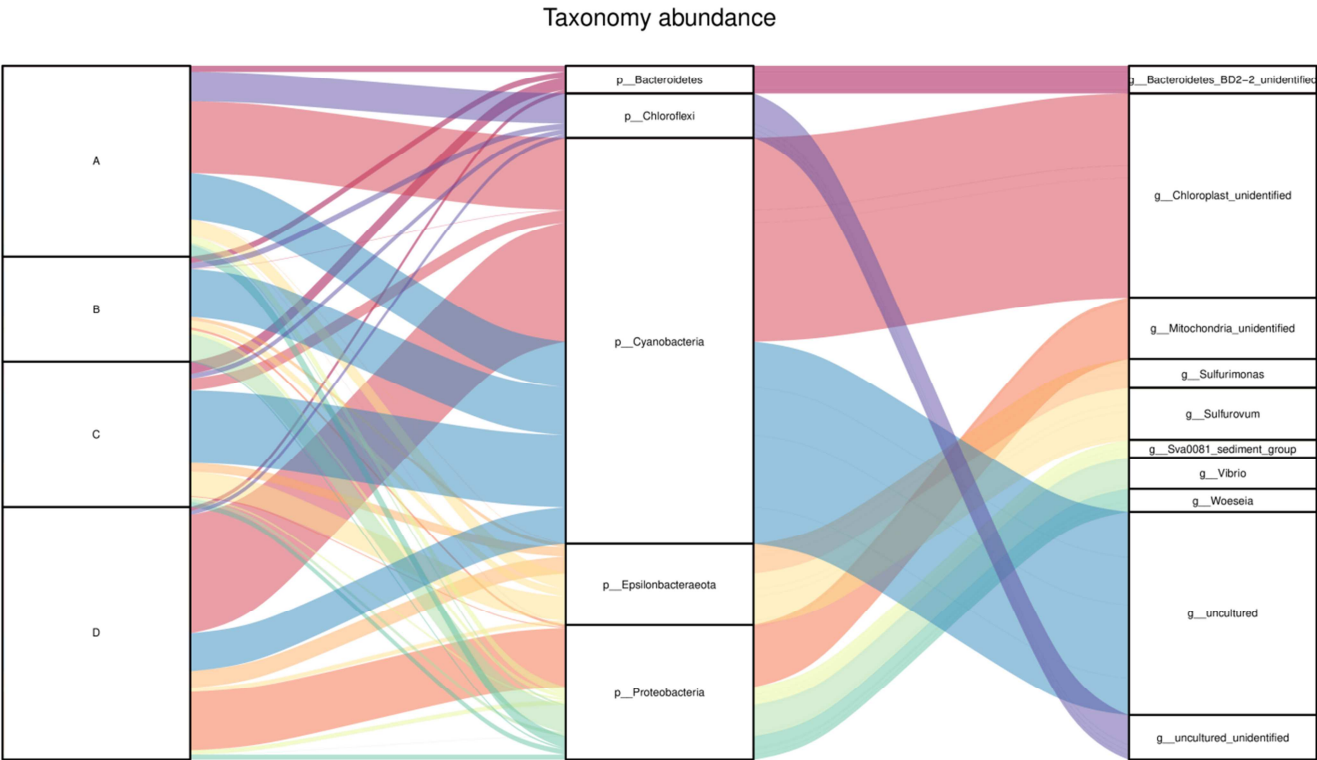 Taxonomy abundance
A
B
C
D
p__Bacteroidetes
p__Chloroflexi
p__Cyanobacteria
p__Epsilonbacteraeota
p__Proteobacteria
g__Bacteroidetes_BD2-2_unidentified
g__Chloroplast_unidentified
g__Mitochondria_unidentified
g__Sulfurimonas
g__Sulfurovum
g__Sva0081_sediment_group
g__Vibrio
g__Woeseia
g__uncultured
g__uncultured_unidentified